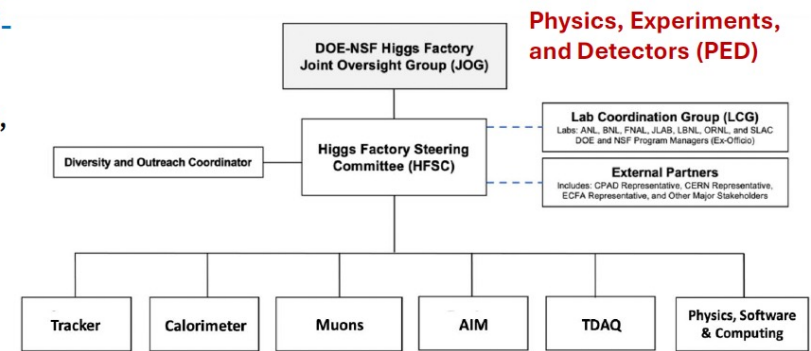 Physics, Experiments,
and Detectors (PED)
DOE-NSF Higgs Factory
Joint Oversight Group (JOG)
Lab Coordination Group (LCG)
Labs: ANL, BNL, FNAL, JLAB, LBNL, ORNL, and SLAC
DOE and NSF Program Managers (Ex-Officio)
Higgs Factory Steering
Committee (HFSC)
Diversity and Outreach Coordinator
External Partners
Includes: CPAD Representative, CERN Representative,
ECFA Representative, and Other Major Stakeholders
Tracker
Calorimeter
Muons
AIM
TDAQ
Physics, Software
& Computing